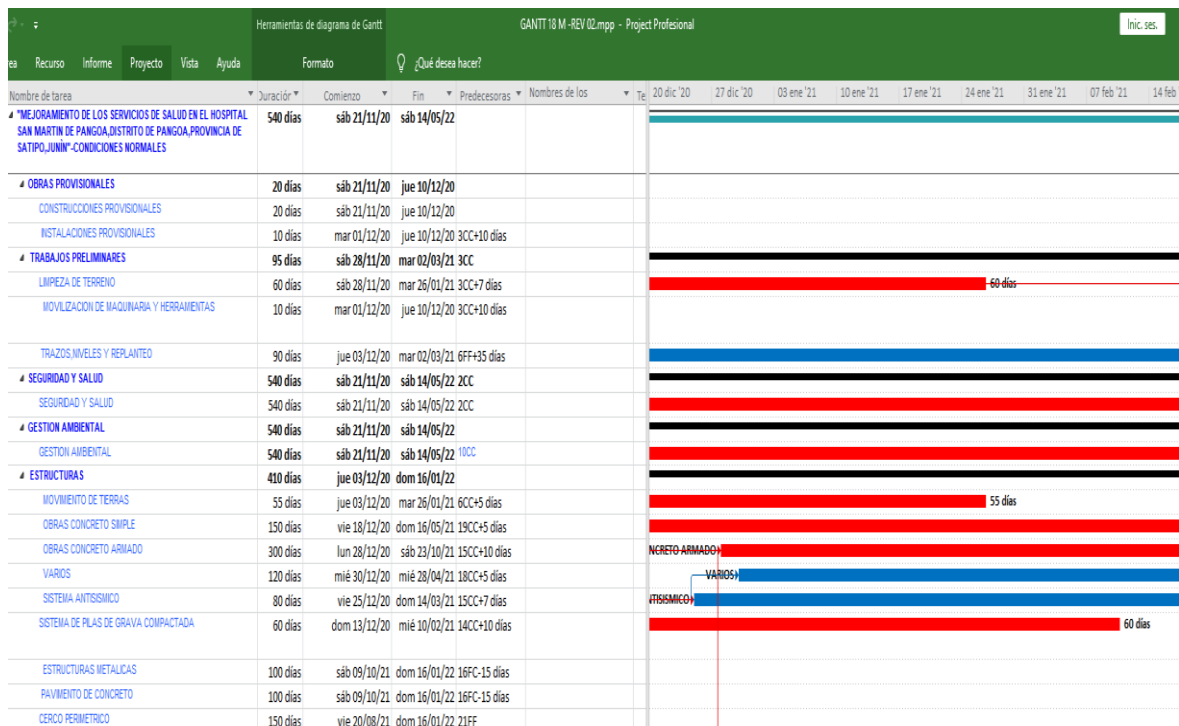 Herramientas de diagrama de Gantt GANTT 18 M -REV 02.mpp - Project Profesional Inic. ses.
ea Recurso Informe Proyecto Vista Ayuda Formato ¿Qué desea hacer?
Nombre de tarea Duración Comienzo Fin Predecesoras Nombres de los Te 20 dic '20 27 dic '20 03 ene '21 10 ene '21 17 ene '21 24 ene '21 31 ene '21 07 feb '21 14 feb
"MEJORAMIENTO DE LOS SERVICIOS DE SALUD EN EL HOSPITAL 540 días sáb 21/11/20 sáb 14/05/22
SAN MARTIN DE PANGOA,DISTRITO DE PANGOA,PROVINCIA DE
SATIPO,JUNÍN"-CONDICIONES NORMALES
OBRAS PROVISIONALES 20 días sáb 21/11/20 jue 10/12/20
CONSTRUCCIONES PROVISIONALES 20 días sáb 21/11/20 jue 10/12/20
INSTALACIONES PROVISIONALES 10 días mar 01/12/20 jue 10/12/20 3CC+10 días
TRABAJOS PRELIMINARES 95 días sáb 28/11/20 mar 02/03/21 3CC
LIMPIEZA DE TERRENO 60 días sáb 28/11/20 mar 26/01/21 3CC+7 días 60 días
MOVILIZACION DE MAQUINARIA Y HERRAMIENTAS 10 días mar 01/12/20 jue 10/12/20 3CC+10 días
TRAZOS,NIVELES Y REPLANTEO 90 días jue 03/12/20 mar 02/03/21 6FF+35 días
SEGURIDAD Y SALUD 540 días sáb 21/11/20 sáb 14/05/22 2CC
SEGURIDAD Y SALUD 540 días sáb 21/11/20 sáb 14/05/22 2CC
GESTION AMBIENTAL 540 días sáb 21/11/20 sáb 14/05/22
GESTION AMBIENTAL 540 días sáb 21/11/20 sáb 14/05/22 10CC
ESTRUCTURAS 410 días jue 03/12/20 dom 16/01/22
MOVIMIENTO DE TIERRAS 55 días jue 03/12/20 mar 26/01/21 6CC+5 días 55 días
OBRAS CONCRETO SIMPLE 150 días vie 18/12/20 dom 16/05/21 19CC+5 días
OBRAS CONCRETO ARMADO 300 días lun 28/12/20 sáb 23/10/21 15CC+10 días NCRETO ARMADO
VARIOS 120 días mié 30/12/20 mié 28/04/21 18CC+5 días VARIOS
SISTEMA ANTISISMICO 80 días vie 25/12/20 dom 14/03/21 15CC+7 días NTISISMICO
SISTEMA DE PILAS DE GRAVA COMPACTADA 60 días dom 13/12/20 mié 10/02/21 14CC+10 días 60 días
ESTRUCTURAS METALICAS 100 días sáb 09/10/21 dom 16/01/22 16FC-15 días
PAVIMENTO DE CONCRETO 100 días sáb 09/10/21 dom 16/01/22 16FC-15 días
CERCO PERIMETRICO 150 días vie 20/08/21 dom 16/01/22 21FF